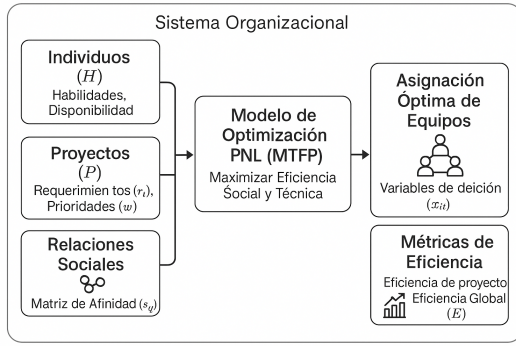 Sistema Organizacional
Individuos
(H)
Habilidades,
Disponibilidad
Proyectos
(P)
Requerimien tos (rₜ),
Prioridades (w)
Relaciones
Sociales
Matriz de Afinidad (s_ij)
Modelo de
Optimización
PNL (MTFP)
Maximizar Eficiencia
Śocial y Técnica
Asignación
Óptima de
Equipos
Variables de deición
(x_it)
Métricas de
Eficiencia
Eficiencia de proyecto
Eficiencia Global
(E)